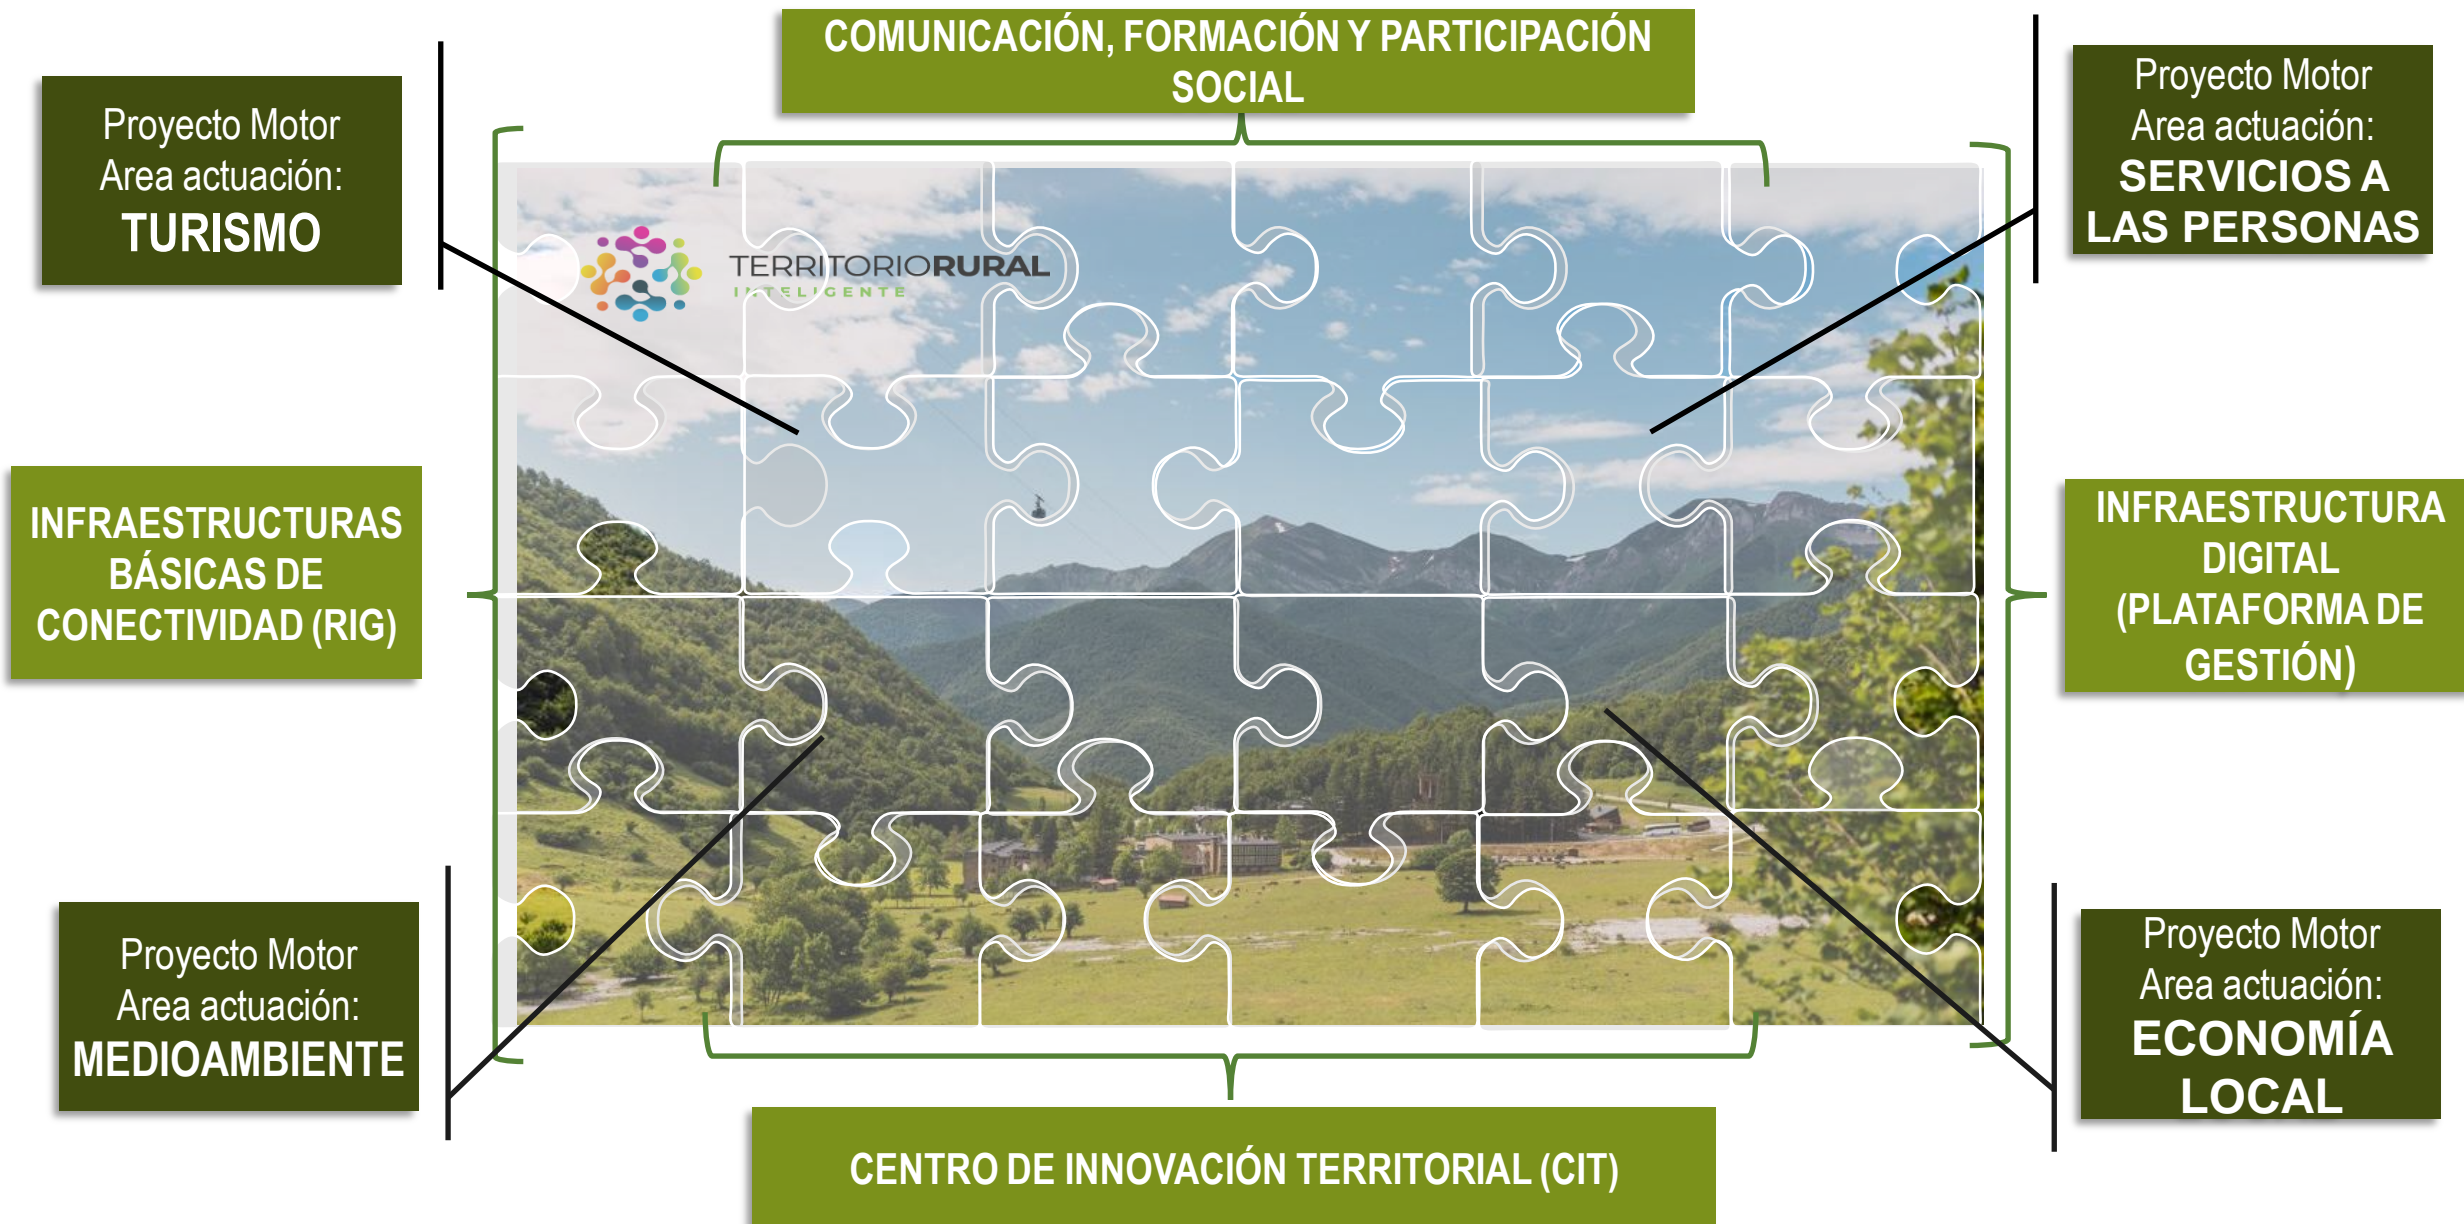 COMUNICACIÓN, FORMACIÓN Y PARTICIPACIÓN
SOCIAL
Proyecto Motor
Area actuación:
TURISMO
Proyecto Motor
Area actuación:
SERVICIOS A
LAS PERSONAS
TERRITORIORURAL
INTELIGENTE
INFRAESTRUCTURAS
BÁSICAS DE
CONECTIVIDAD (RIG)
INFRAESTRUCTURA
DIGITAL
(PLATAFORMA DE
GESTIÓN)
Proyecto Motor
Area actuación:
MEDIOAMBIENTE
Proyecto Motor
Area actuación:
ECONOMÍA
LOCAL
CENTRO DE INNOVACIÓN TERRITORIAL (CIT)